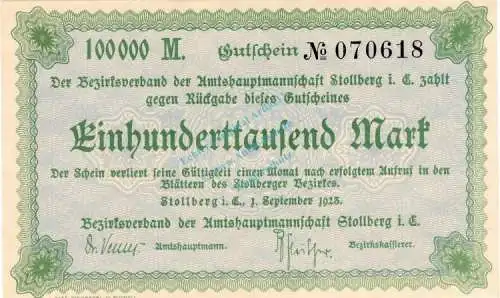 100000 M. Gutschein № 070618
Der Bezirksverband der Amtshauptmannschaft Stollberg i. E. zahlt
gegen Rückgabe dieses Gutscheines
Einhunderttausend Mark
Der Schein verliert seine Gültigkeit einen Monat nach erfolgtem Aufruf in den
Blättern des Stollberger Bezirkes.
Stollberg i. E., 1. September 1923.
Bezirksverband der Amtshauptmannschaft Stollberg i. E.
Amtshauptmann. Bezirkskassierer.